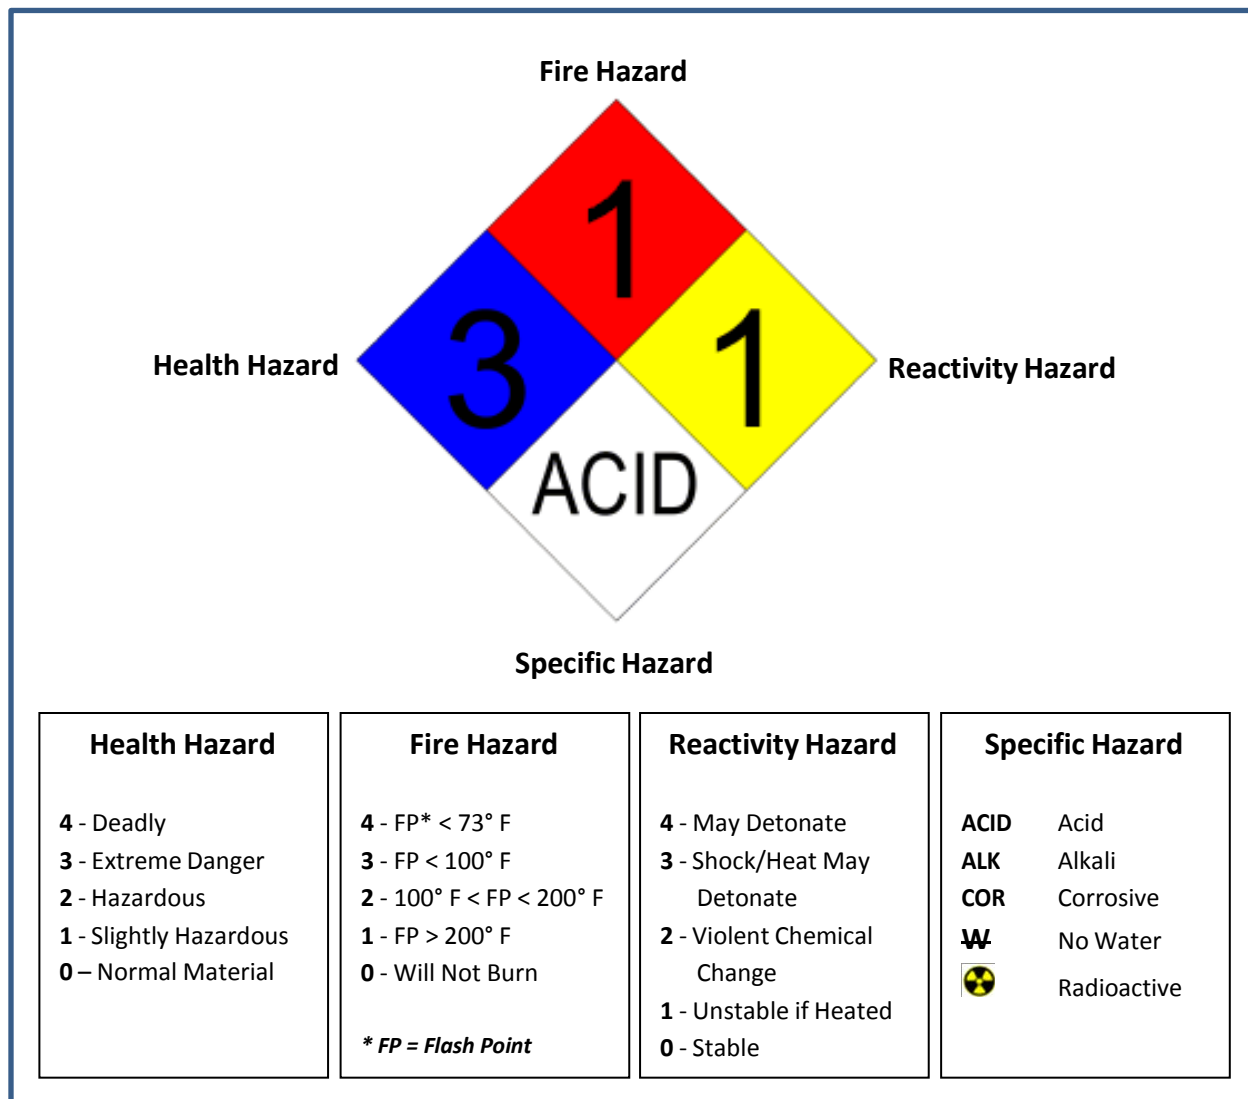 Fire Hazard
1
3
1
Health Hazard
Reactivity Hazard
ACID
Specific Hazard
Health Hazard
4 - Deadly
3 - Extreme Danger
2 - Hazardous
1 - Slightly Hazardous
0 – Normal Material
Fire Hazard
4 - FP* < 73° F
3 - FP < 100° F
2 - 100° F < FP < 200° F
1 - FP > 200° F
0 - Will Not Burn
* FP = Flash Point
Reactivity Hazard
4 - May Detonate
3 - Shock/Heat May
Detonate
2 - Violent Chemical
Change
1 - Unstable if Heated
0 - Stable
Specific Hazard
ACID Acid
ALK Alkali
COR Corrosive
W No Water
Radioactive